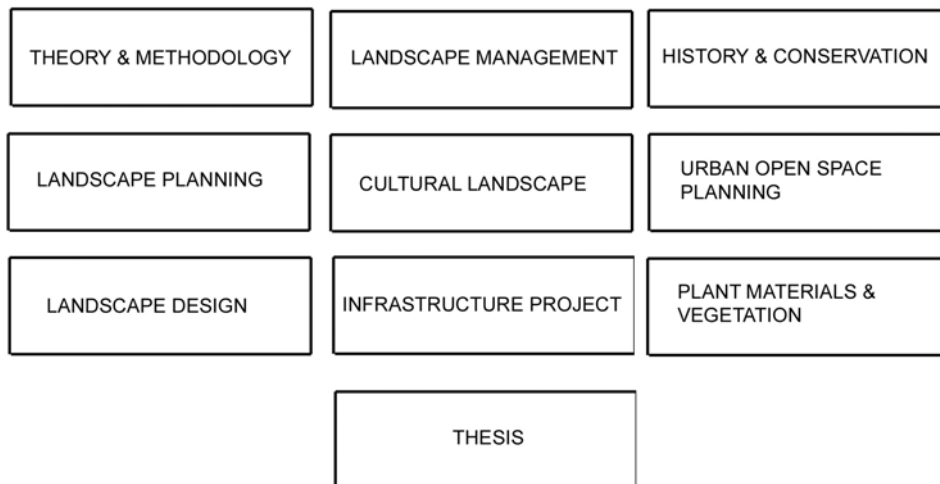 THEORY & METHODOLOGY
LANDSCAPE MANAGEMENT
HISTORY & CONSERVATION
LANDSCAPE PLANNING
CULTURAL LANDSCAPE
URBAN OPEN SPACE
PLANNING
LANDSCAPE DESIGN
INFRASTRUCTURE PROJECT
PLANT MATERIALS &
VEGETATION
THESIS